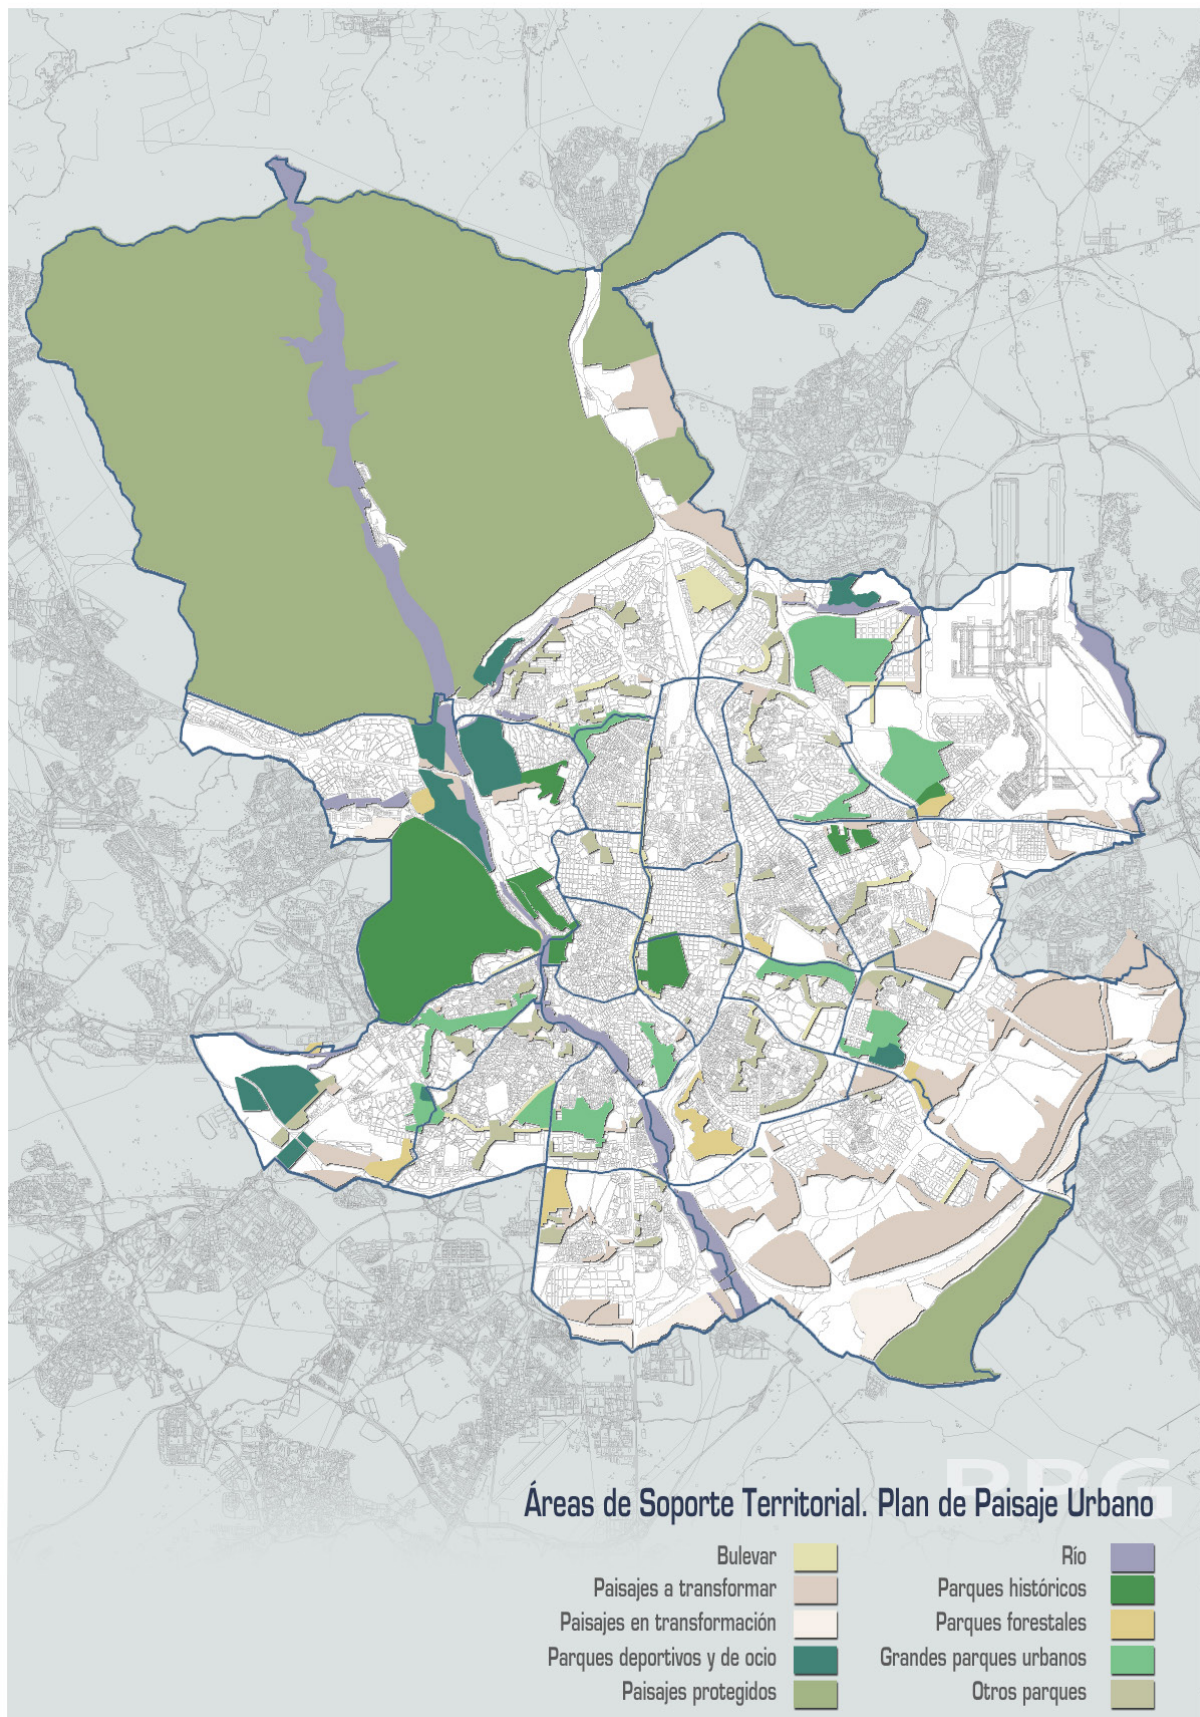 Áreas de Soporte Territorial. Plan de Paisaje Urbano
Bulevar
Paisajes a transformar
Paisajes en transformación
Parques deportivos y de ocio
Paisajes protegidos
Río
Parques históricos
Parques forestales
Grandes parques urbanos
Otros parques